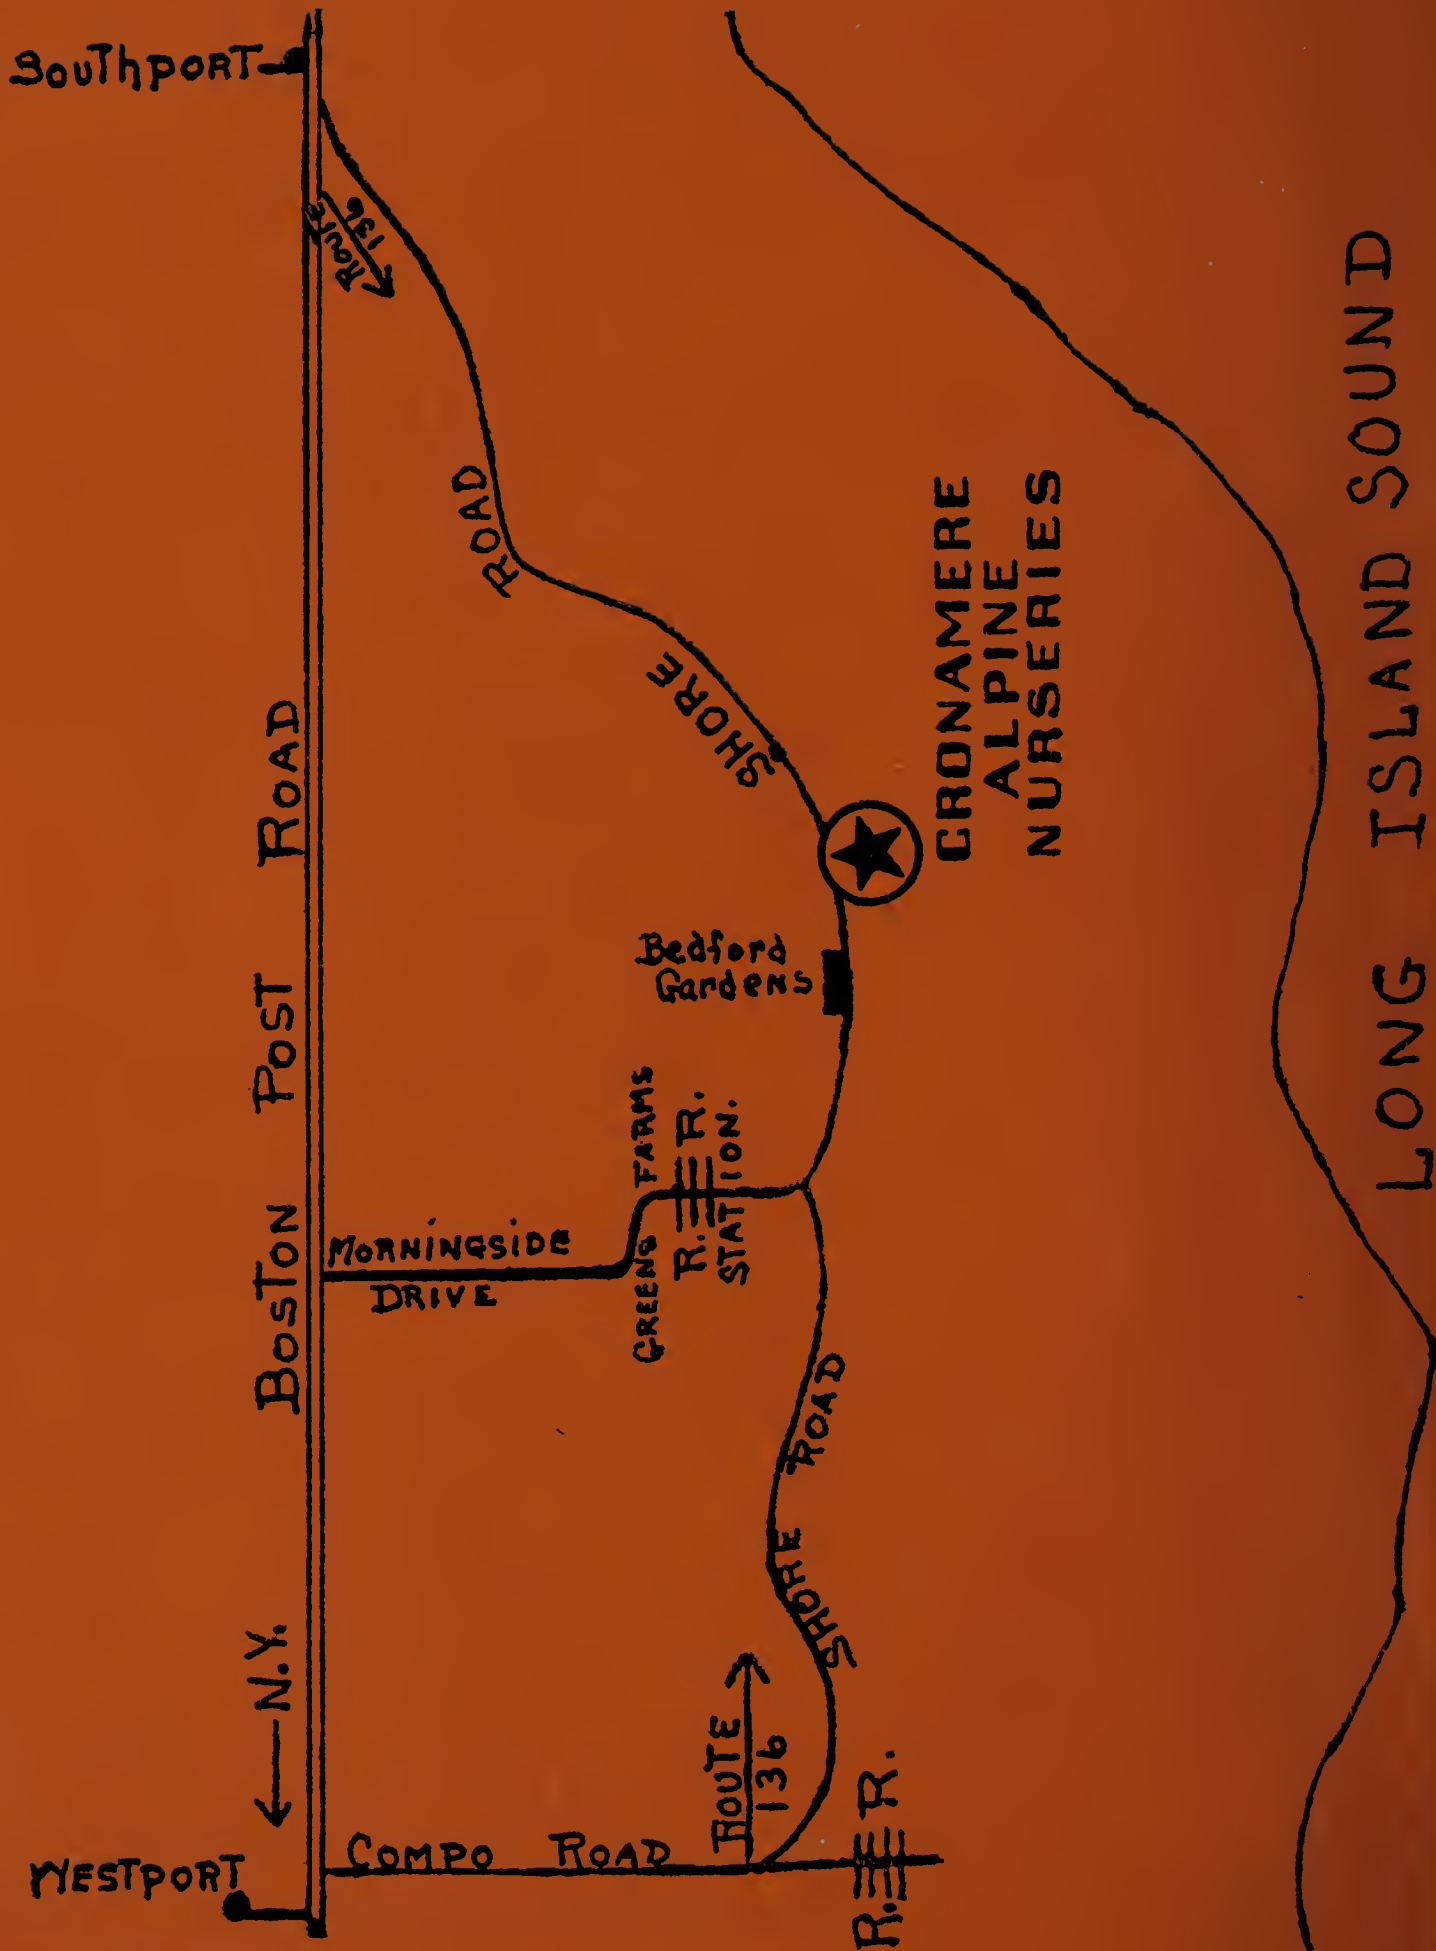 SOUTHPORT
ROUTE
136
ROAD
SHORE
BOSTON POST ROAD
CRONAMERE
ALPINE
NURSERIES
LONG ISLAND SOUND
Bedford
Gardens
MORNINGSIDE
DRIVE
GREENS FARMS
R. R.
STATION.
SHORE ROAD
N.Y.
ROUTE
136
WESTPORT
COMPO ROAD
R. R.